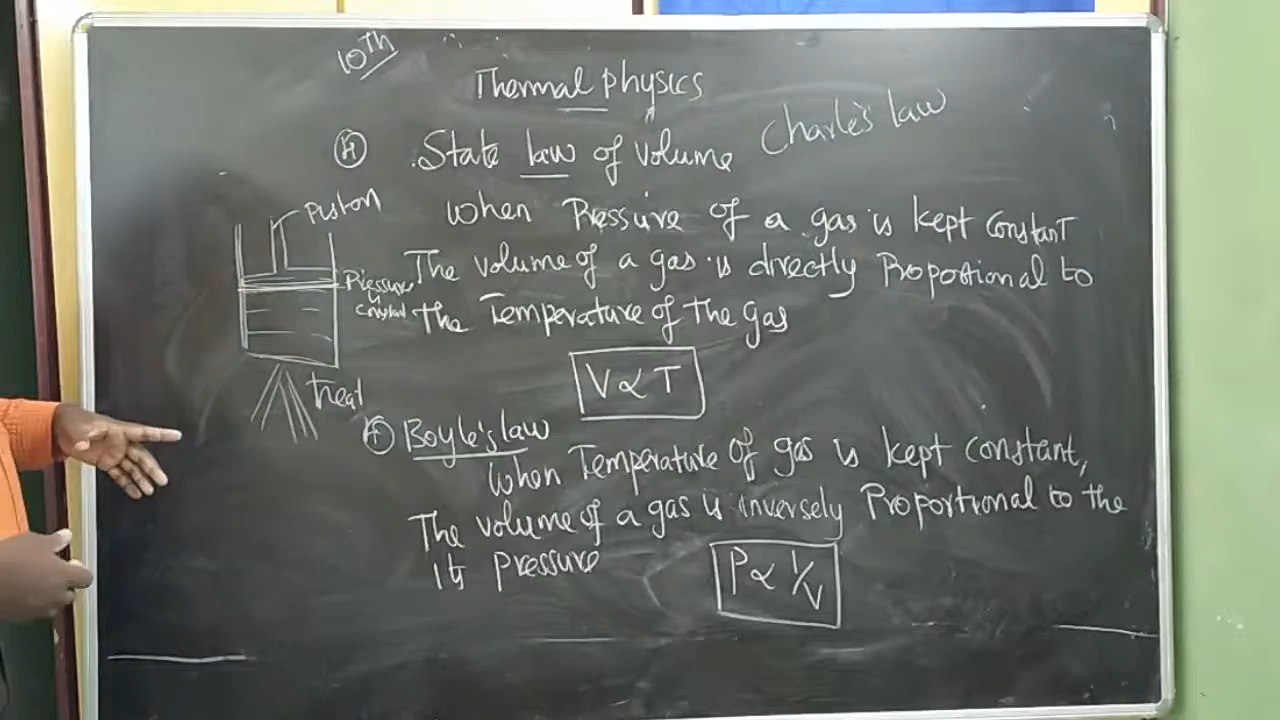 10Th
Thermal physics
State law of volume Charle's law
When Pressure of a gas is kept constant
The volume of a gas is directly Proportional to
the Temperature of the gas
V ∝ T
Piston
Pressure
constant
heat
Boyle's law
When Temperature of gas is kept constant,
The volume of a gas is inversely Proportional to the
its pressure
P ∝ 1/V